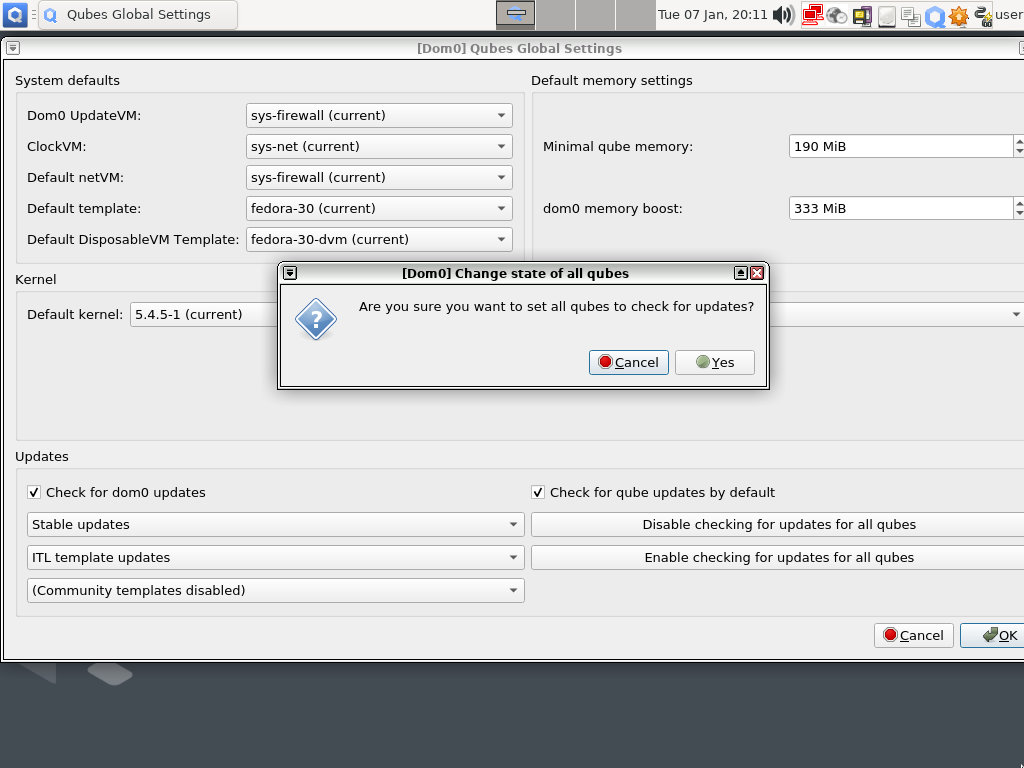 Qubes Global Settings
Tue 07 Jan, 20:11
user
[Dom0] Qubes Global Settings
System defaults
Dom0 UpdateVM: sys-firewall (current)
ClockVM: sys-net (current)
Default netVM: sys-firewall (current)
Default template: fedora-30 (current)
Default DisposableVM Template: fedora-30-dvm (current)
Default memory settings
Minimal qube memory: 190 MiB
dom0 memory boost: 333 MiB
Kernel
Default kernel: 5.4.5-1 (current)
[Dom0] Change state of all qubes
Are you sure you want to set all qubes to check for updates?
Cancel Yes
Updates
Check for dom0 updates
Stable updates
ITL template updates
(Community templates disabled)
Check for qube updates by default
Disable checking for updates for all qubes
Enable checking for updates for all qubes
Cancel OK